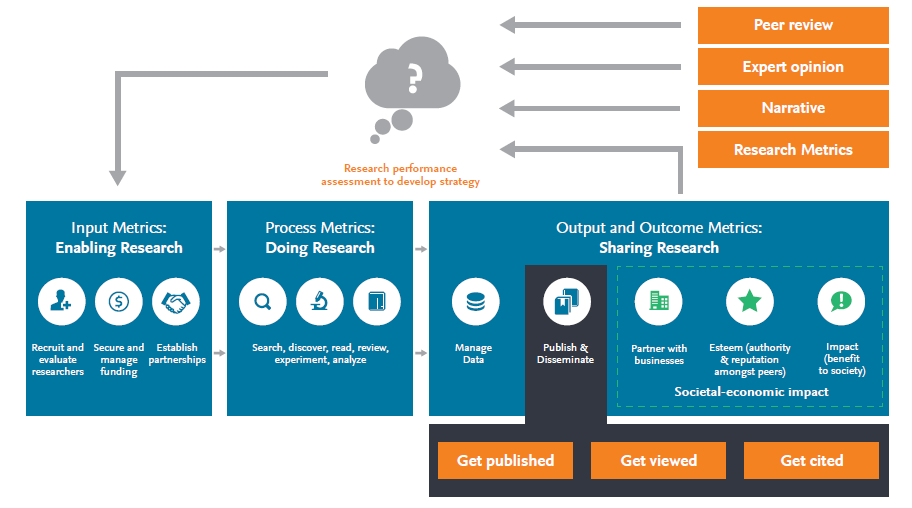 Peer review
Expert opinion
Narrative
Research Metrics
?
Research performance
assessment to develop strategy
Input Metrics:
Enabling Research
Recruit and
evaluate
researchers
$
Secure and
manage
funding
Establish
partnerships
Process Metrics:
Doing Research
Search, discover, read, review,
experiment, analyze
Output and Outcome Metrics:
Sharing Research
Manage
Data
Publish &
Disseminate
Partner with
businesses
Esteem (authority
& reputation
amongst peers)
!
Impact
(benefit
to society)
Societal-economic impact
Get published
Get viewed
Get cited